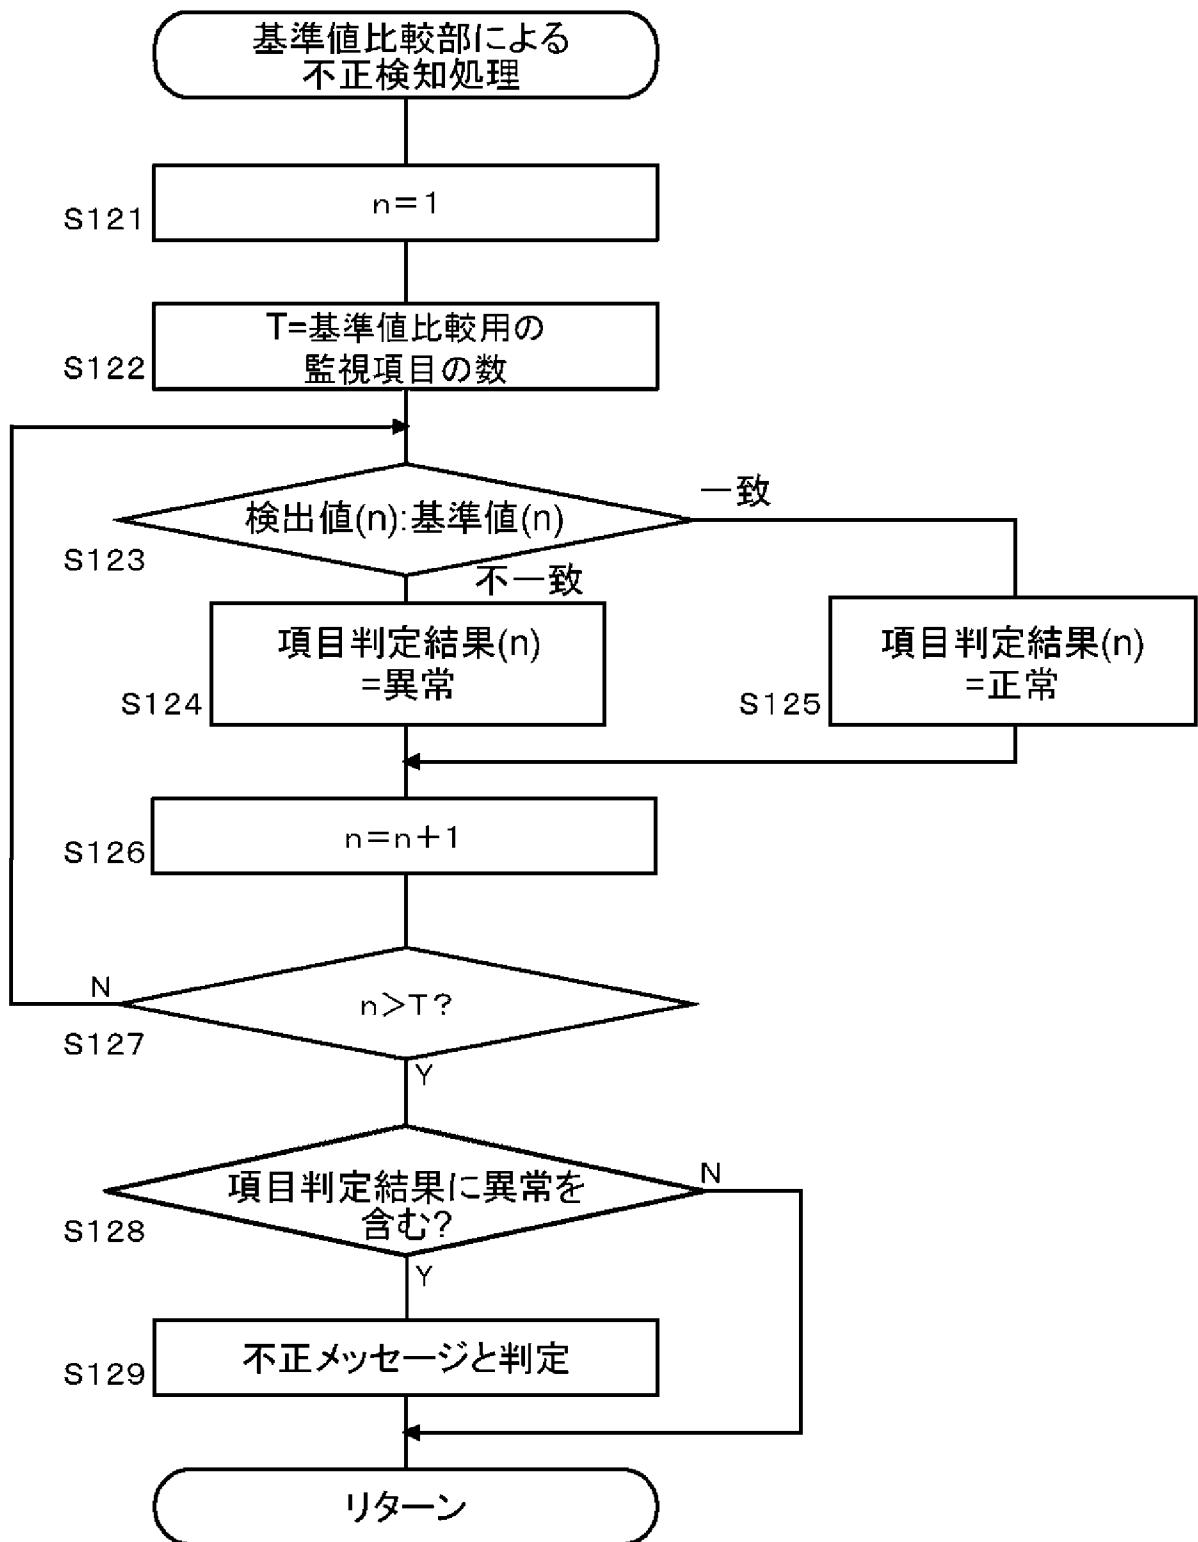 基準値比較部による
不正検知処理
S121
n=1
S122
T=基準値比較用の
監視項目の数
S123
検出値(n):基準値(n)
一致
不一致
S124
項目判定結果(n)
=異常
S125
項目判定結果(n)
=正常
S126
n=n+1
S127
n>T?
N
Y
S128
項目判定結果に異常を
含む?
N
Y
S129
不正メッセージと判定
リターン